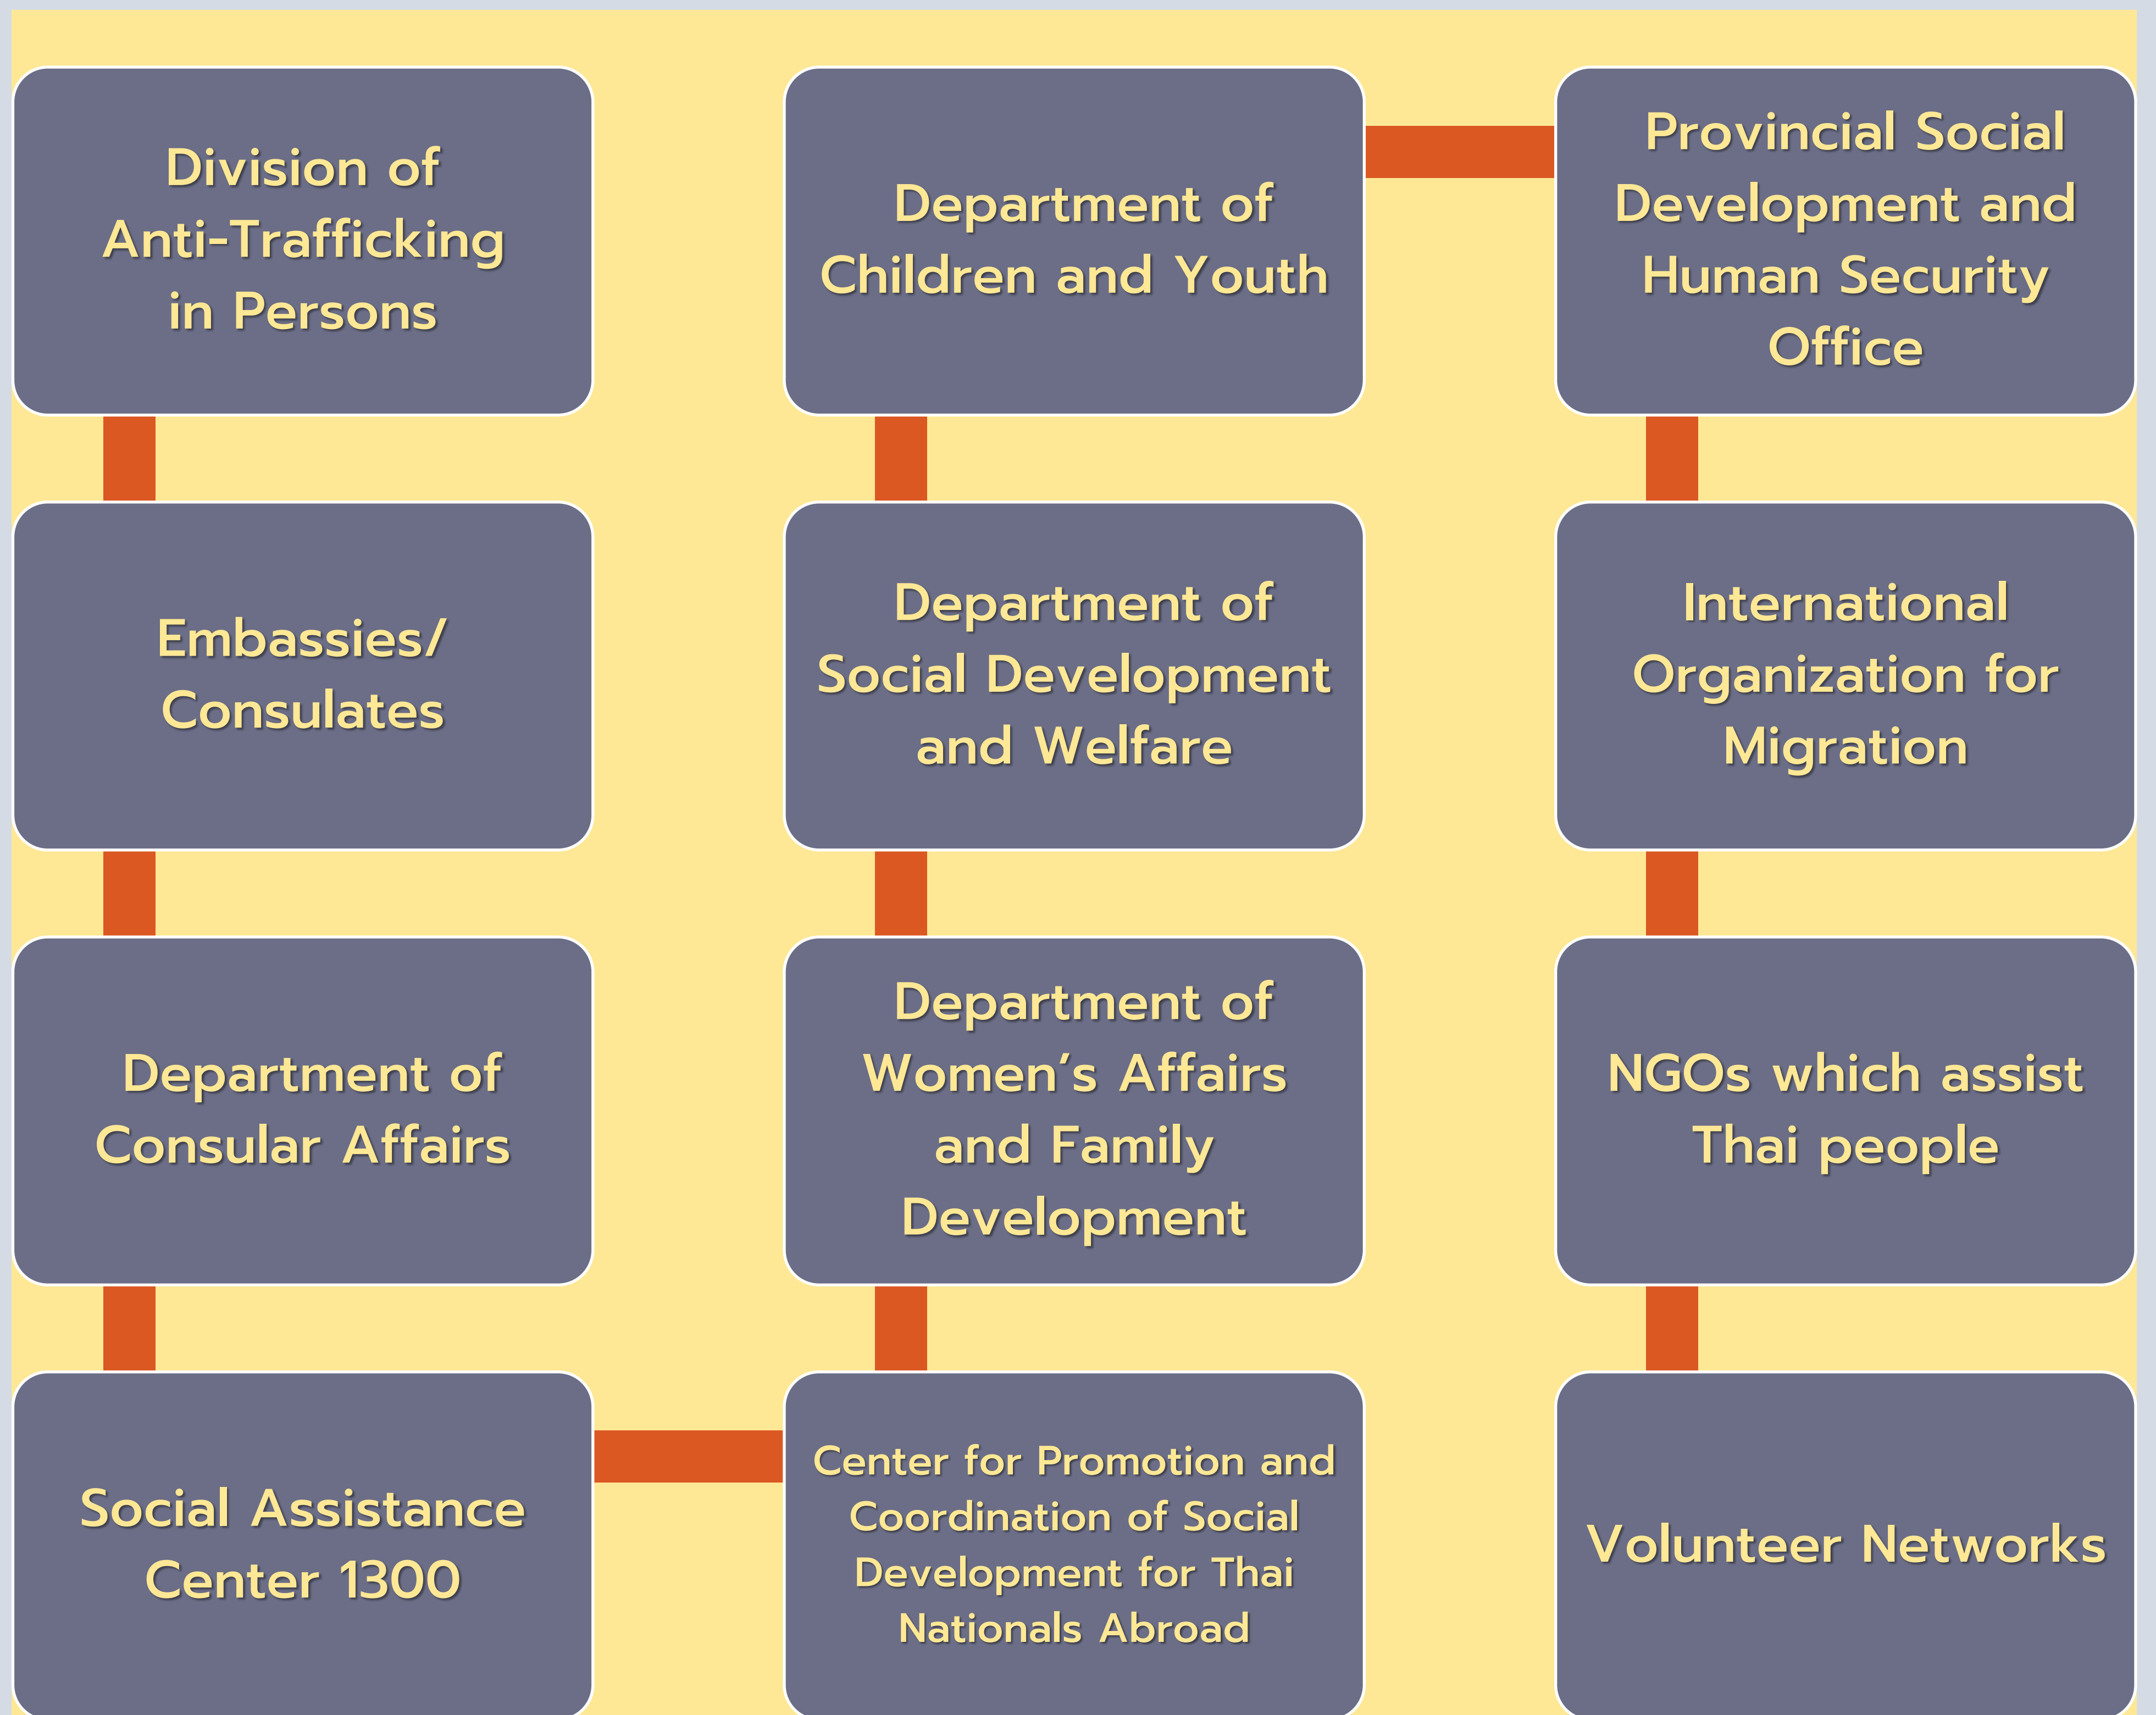 Division of
Anti-Trafficking
in Persons
Embassies/
Consulates
Department of
Consular Affairs
Social Assistance
Center 1300
Center for Promotion and
Coordination of Social
Development for Thai
Nationals Abroad
Department of
Women's Affairs
and Family
Development
Department of
Social Development
and Welfare
Department of
Children and Youth
Provincial Social
Development and
Human Security
Office
International
Organization for
Migration
NGOs which assist
Thai people
Volunteer Networks